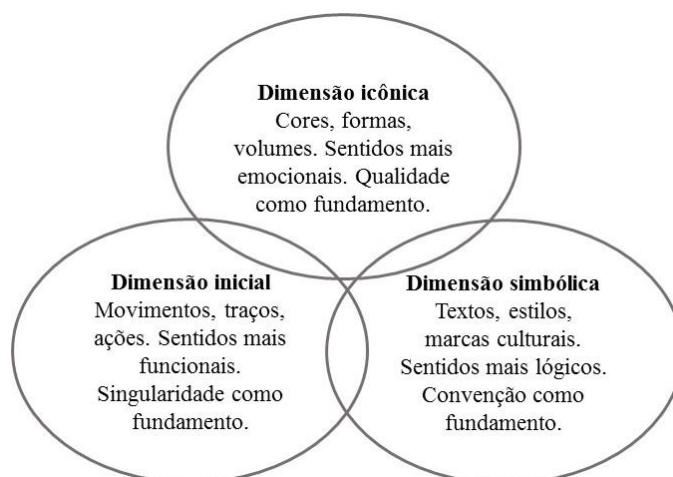 Dimensão icônica
Cores, formas,
volumes. Sentidos mais
emocionais. Qualidade
como fundamento.
Dimensão inicial
Movimentos, traços,
ações. Sentidos mais
funcionais.
Singularidade como
fundamento.
Dimensão simbólica
Textos, estilos,
marcas culturais.
Sentidos mais lógicos.
Convenção como
fundamento.